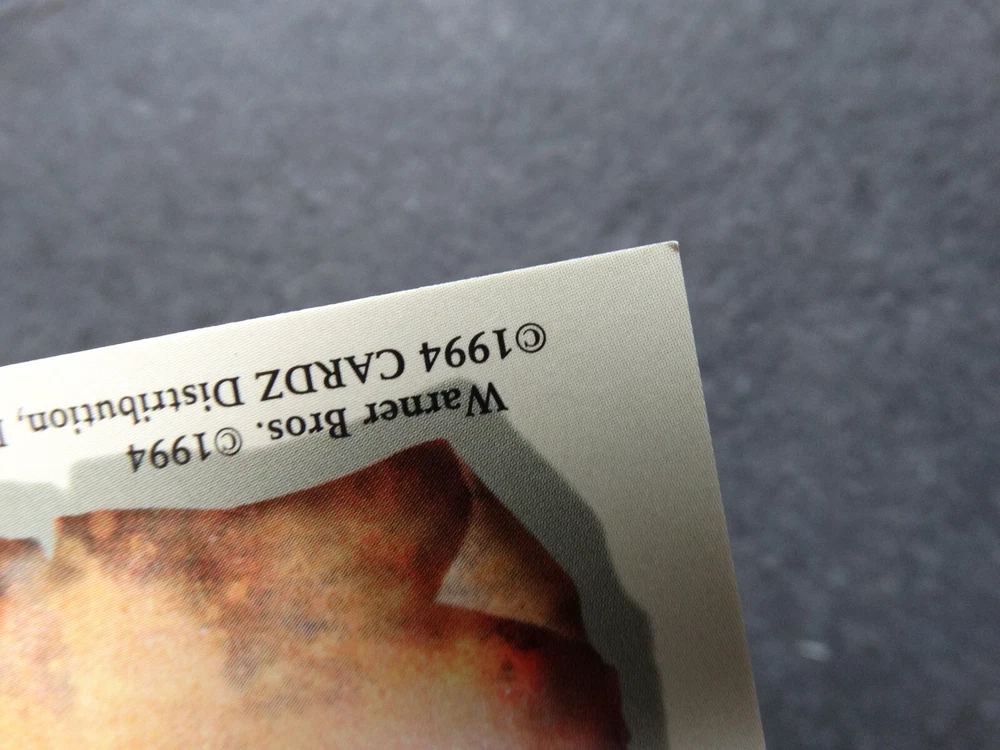 Warner Bros. ©1994
©1994 CARDZ Distribution,